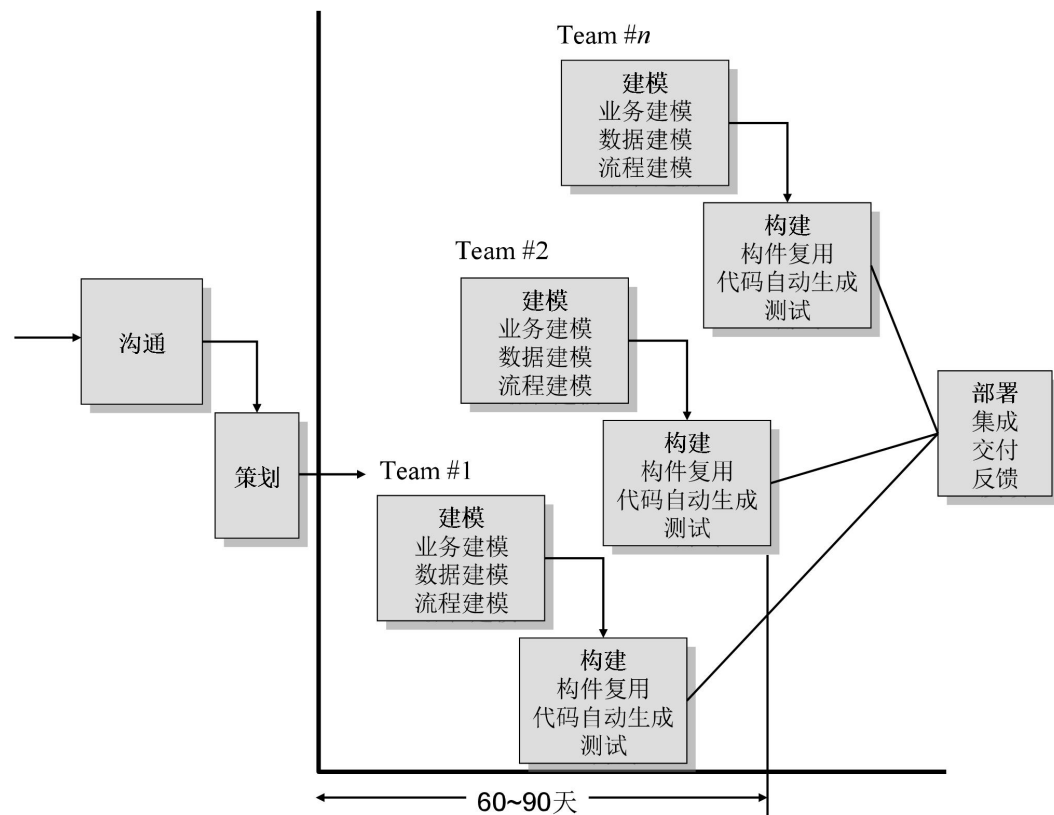 Team #n
建模
业务建模
数据建模
流程建模
构建
构件复用
代码自动生成
测试
Team #2
建模
业务建模
数据建模
流程建模
构建
构件复用
代码自动生成
测试
沟通
策划
Team #1
建模
业务建模
数据建模
流程建模
构建
构件复用
代码自动生成
测试
部署
集成
交付
反馈
60~90天